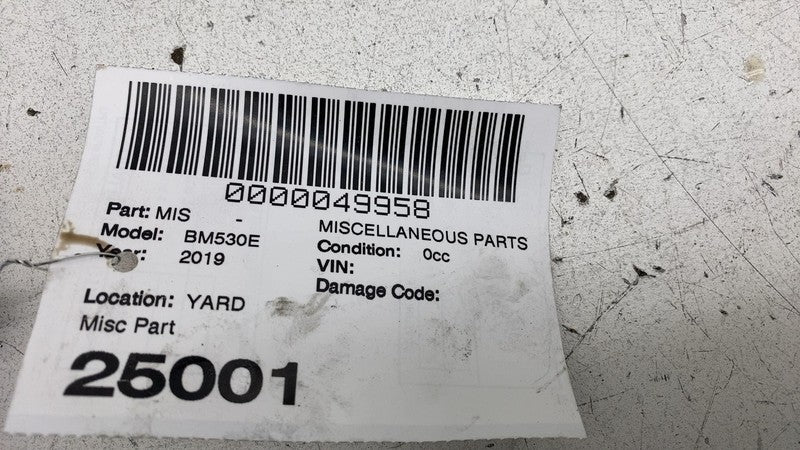 0000049958
Part: MIS - MISCELLANEOUS PARTS
Model: BM530E Condition: 0cc
Year: 2019 VIN:
Damage Code:
Location: YARD
Misc Part
25001